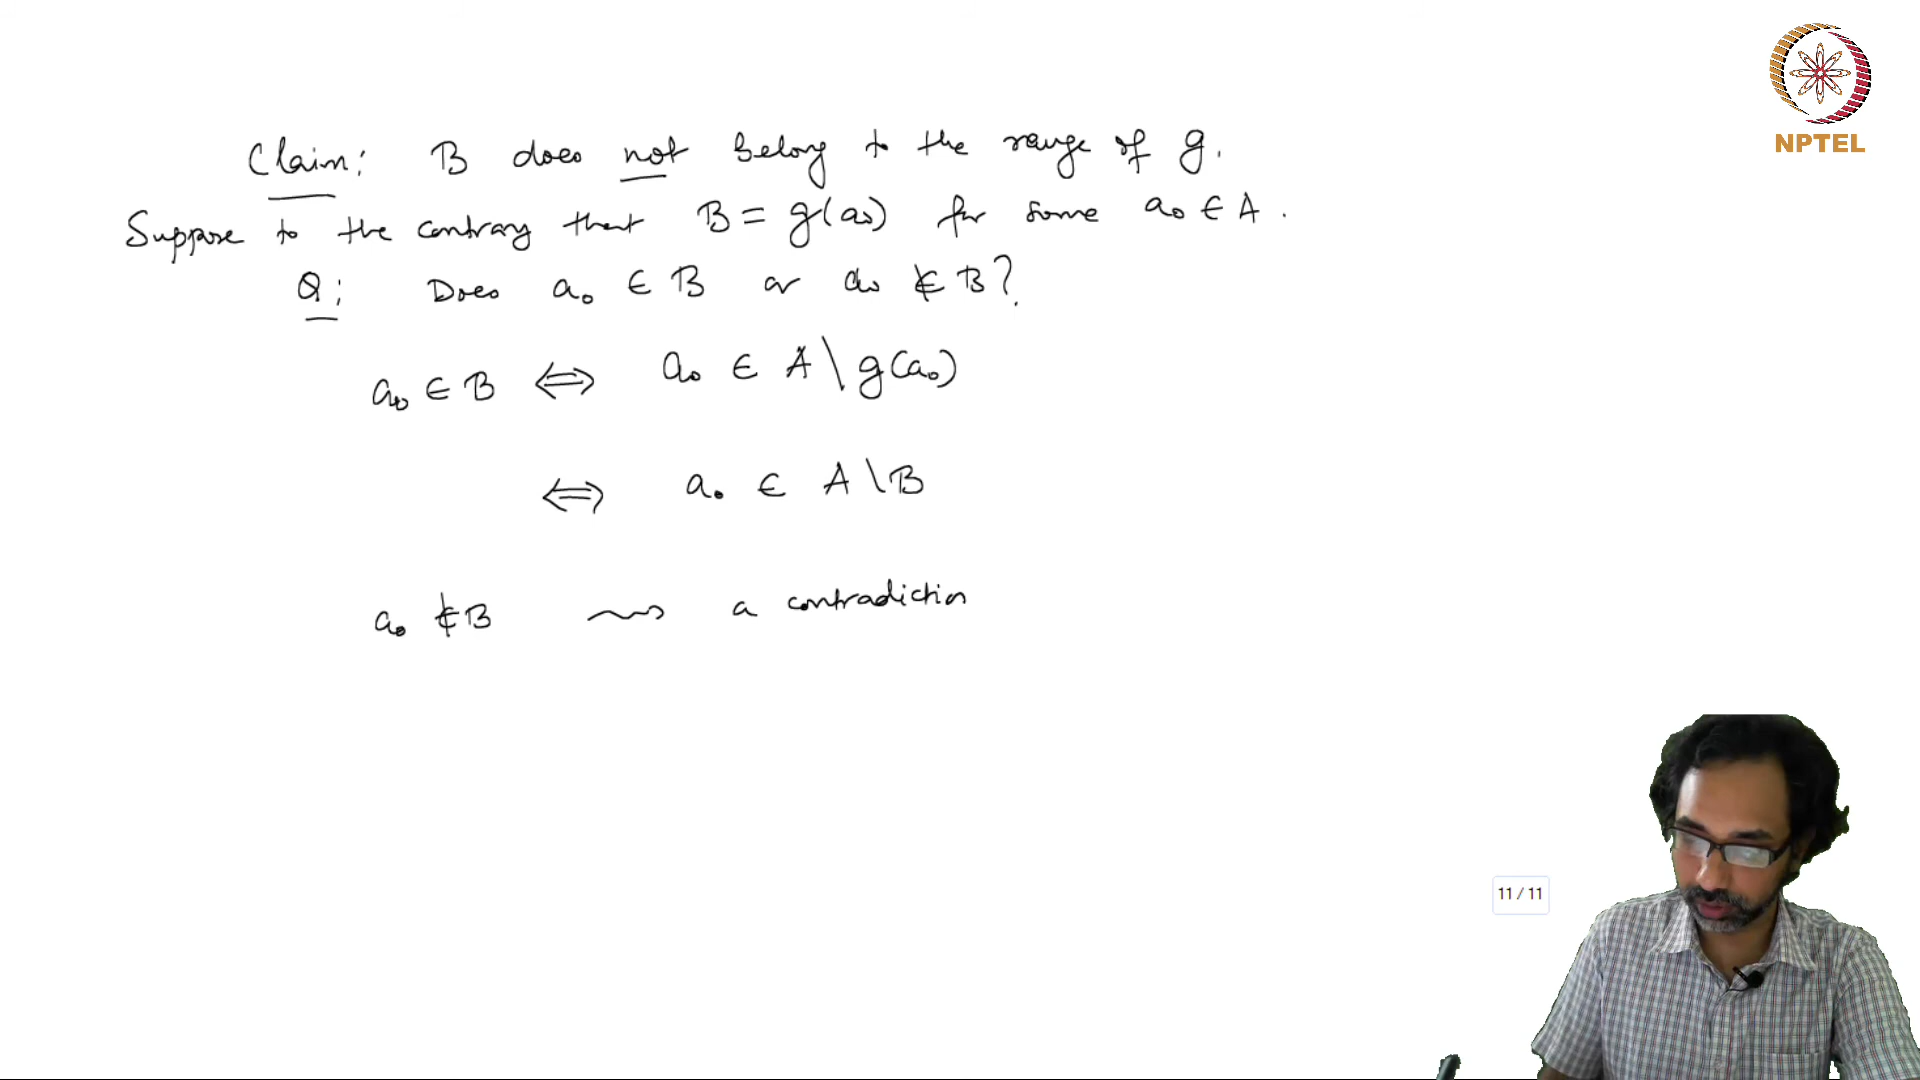 NPTEL
Claim: B does not belong to the range of g.
Suppose to the contrary that B = g(a₀) for some a₀ ∈ A.
Q: Does a₀ ∈ B or a₀ ∉ B?
a₀ ∈ B ⟺ a₀ ∈ A \ g(a₀)
⟺ a₀ ∈ A \ B
a₀ ∉ B ⇝ a contradiction
11 / 11